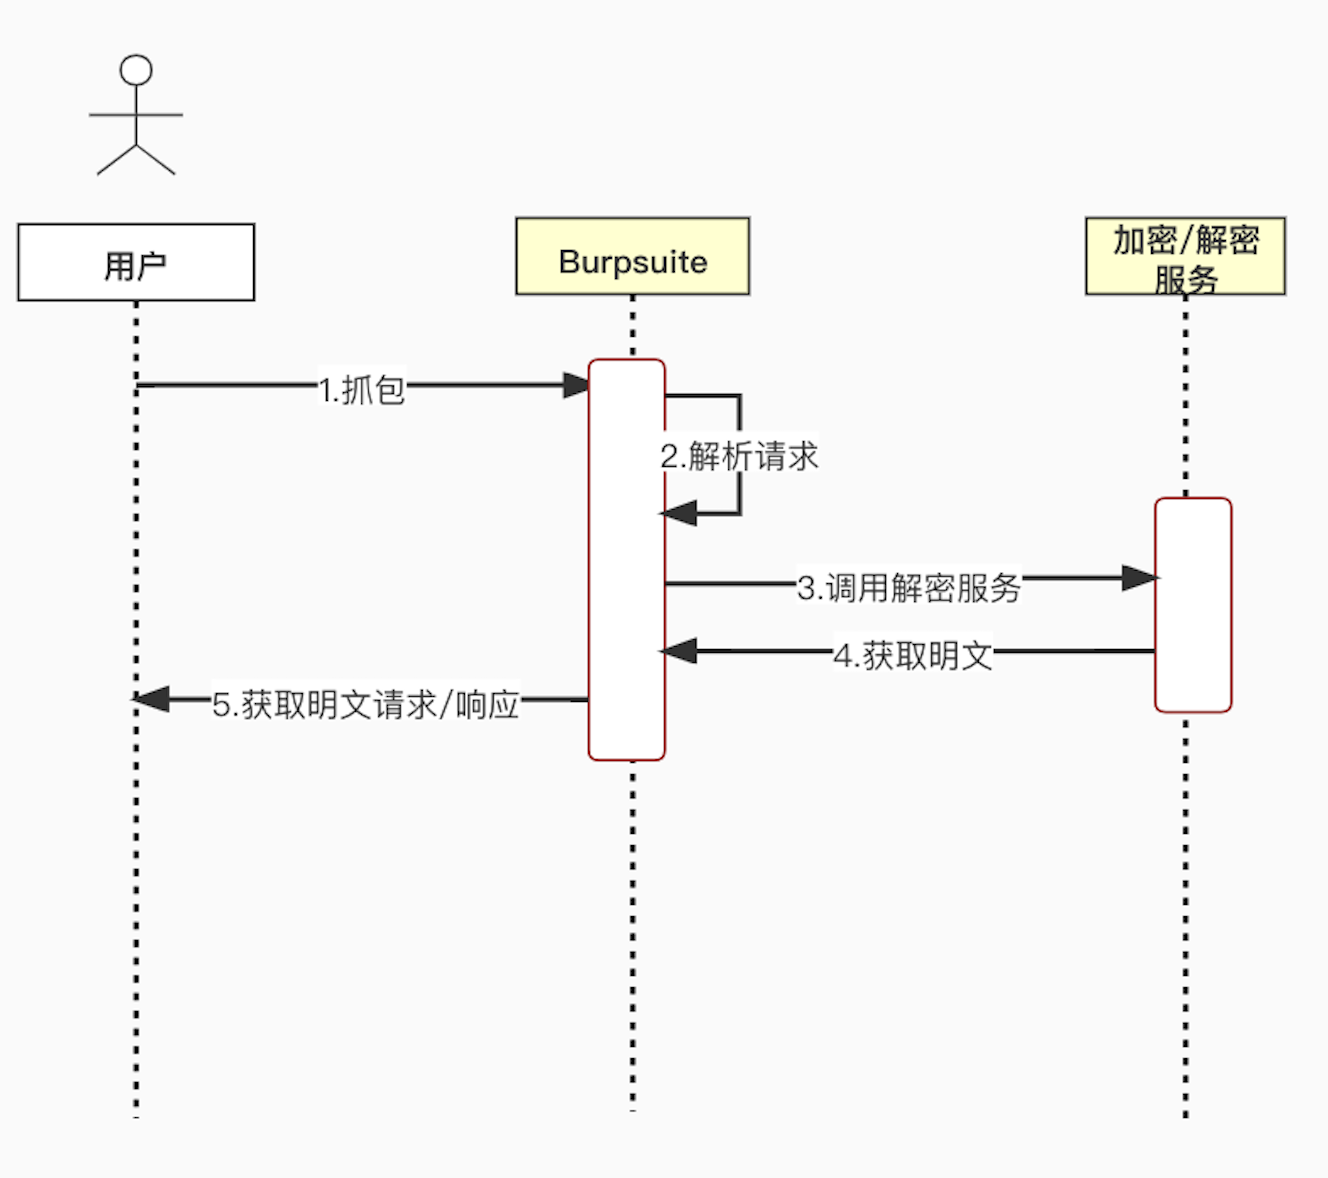 用户
Burpsuite
加密/解密
服务
1.抓包
2.解析请求
3.调用解密服务
4.获取明文
5.获取明文请求/响应